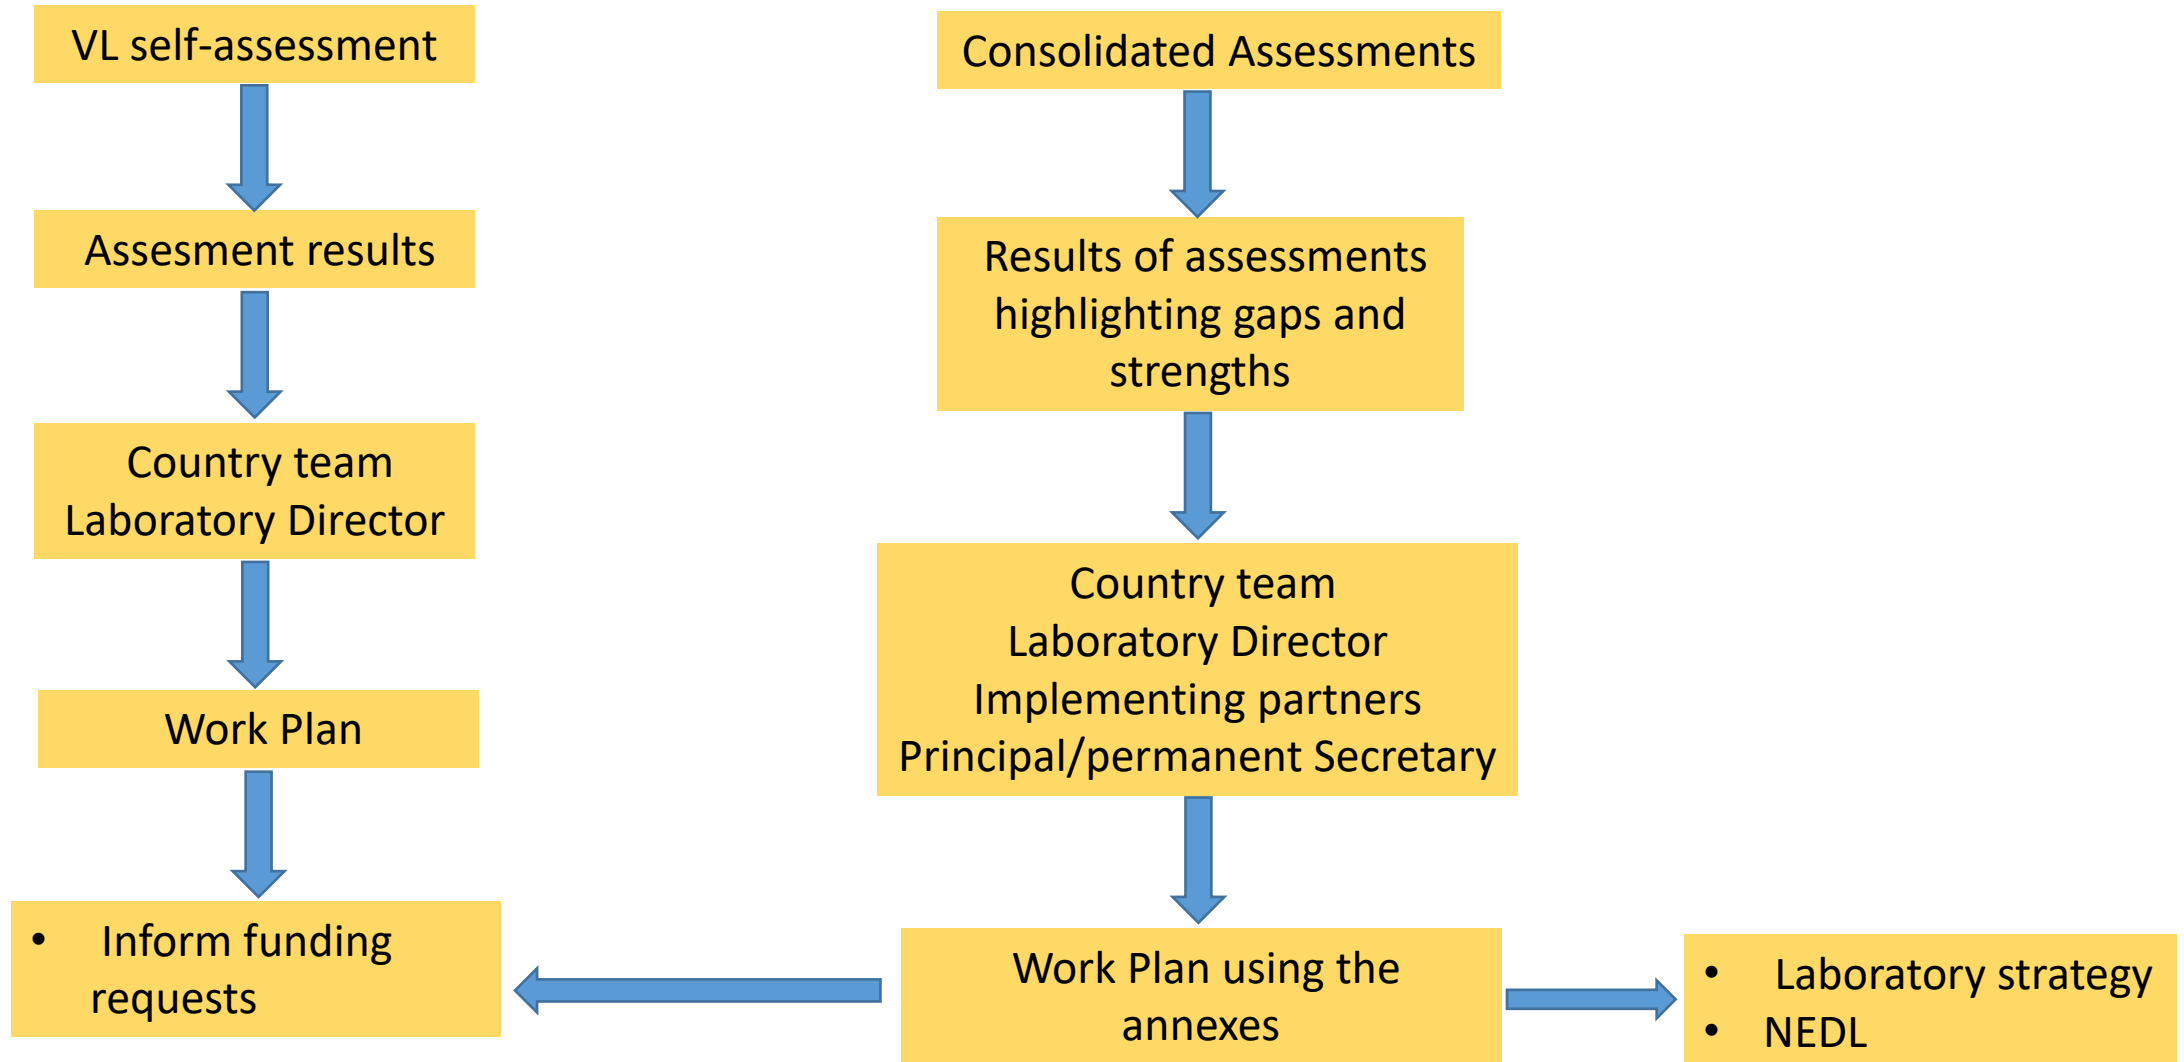 VL self-assessment
Assesment results
Country team
Laboratory Director
Work Plan
• Inform funding
requests
Consolidated Assessments
Results of assessments
highlighting gaps and
strengths
Country team
Laboratory Director
Implementing partners
Principal/permanent Secretary
Work Plan using the
annexes
• Laboratory strategy
• NEDL